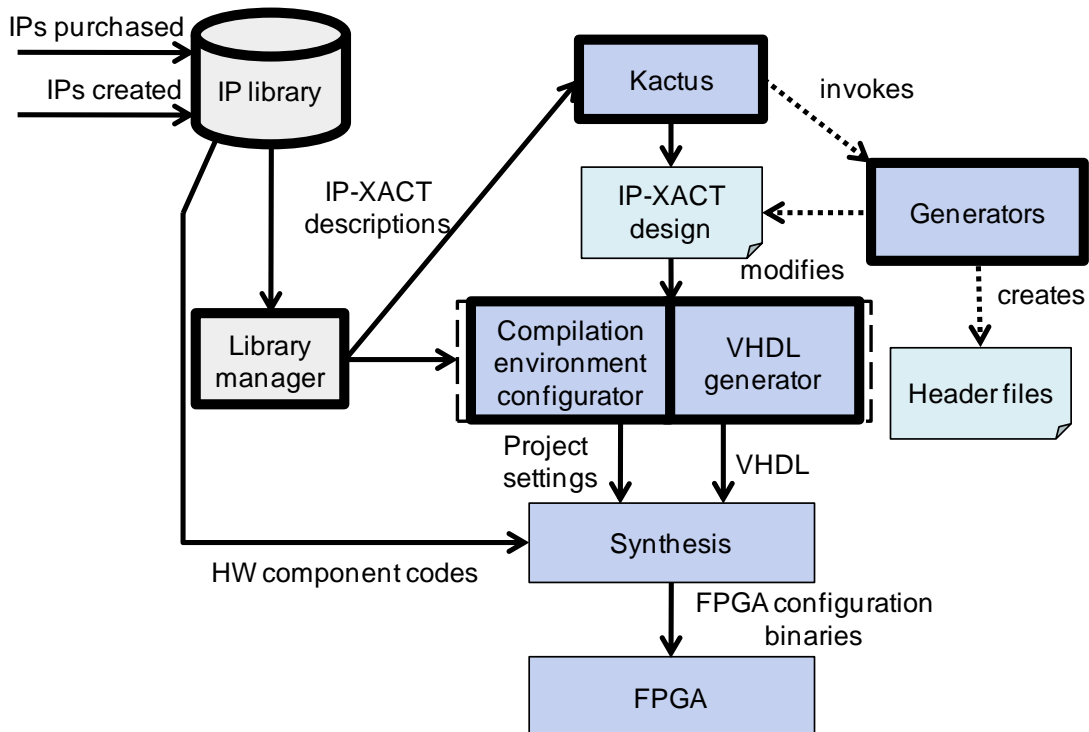 IPs purchased
IPs created
IP library
Kactus
invokes
IP-XACT
descriptions
IP-XACT
design
Generators
modifies
creates
Library
manager
Compilation
environment
configurator
VHDL
generator
Header files
Project
settings
VHDL
Synthesis
HW component codes
FPGA configuration
binaries
FPGA